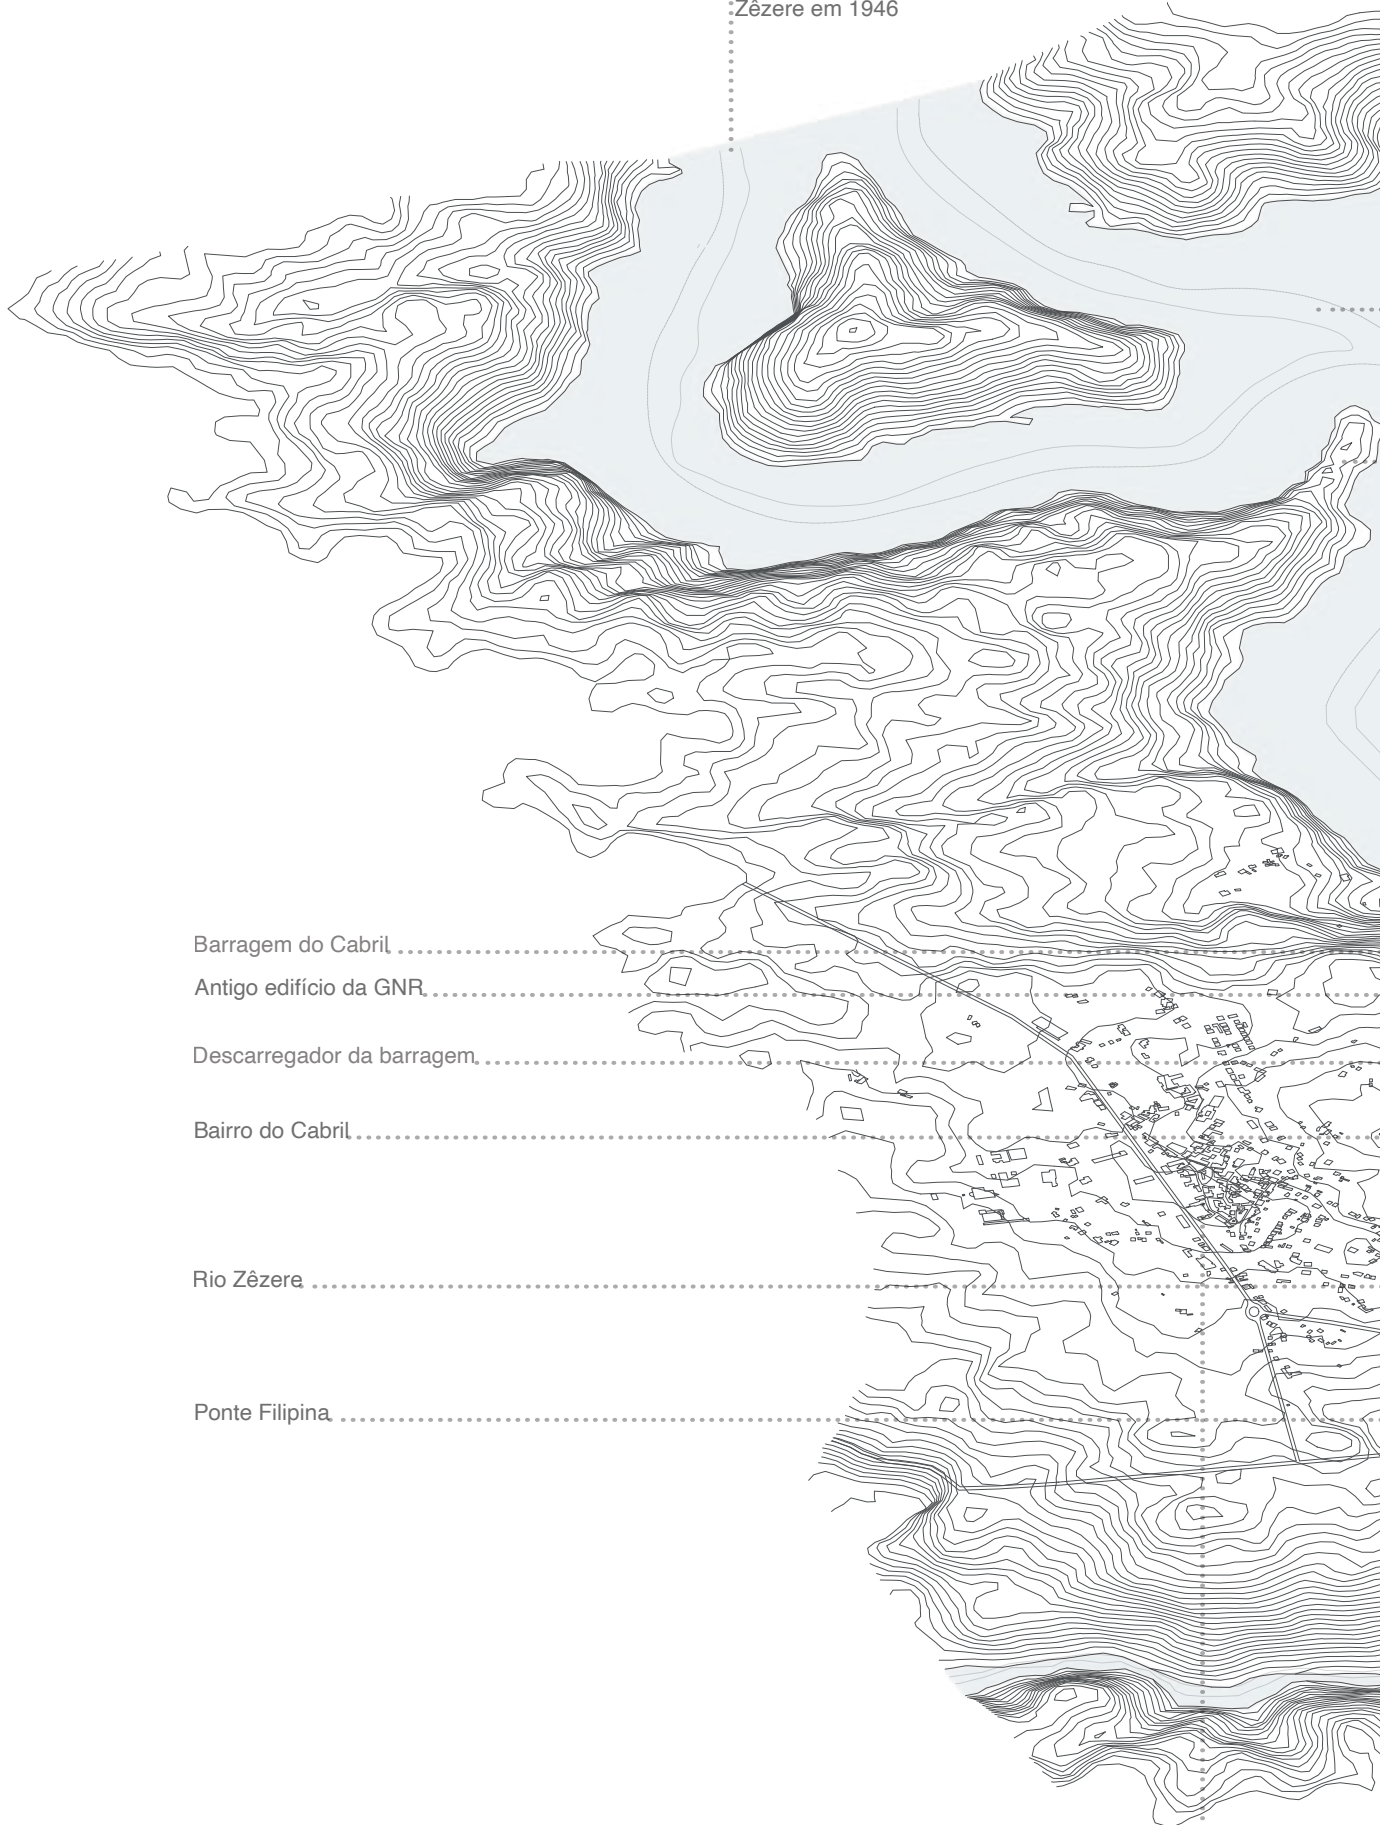 Zêzere em 1946
Barragem do Cabril
Antigo edifício da GNR
Descarregador da barragem
Bairro do Cabril
Rio Zêzere
Ponte Filipina